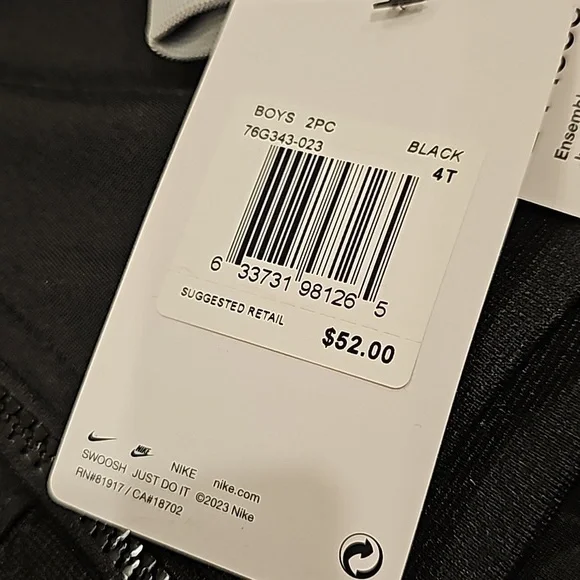 BOYS 2PC
76G343-023
BLACK
4T
6 33731 98126 5
SUGGESTED RETAIL
$52.00
NIKE nike.com
SWOOSH JUST DO IT ©2023 Nike
RN#81917 / CA#18702